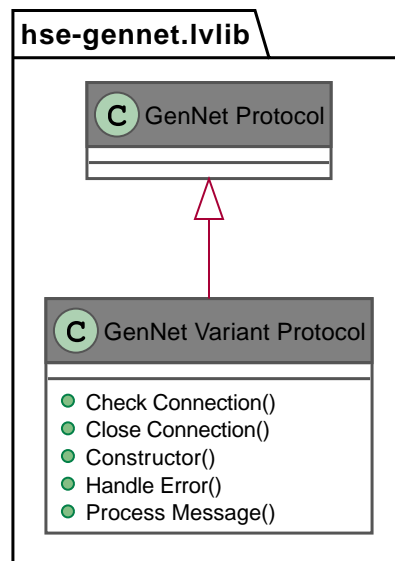 hse-gennet.lvlib
C GenNet Protocol
C GenNet Variant Protocol
Check Connection()
Close Connection()
Constructor()
Handle Error()
Process Message()